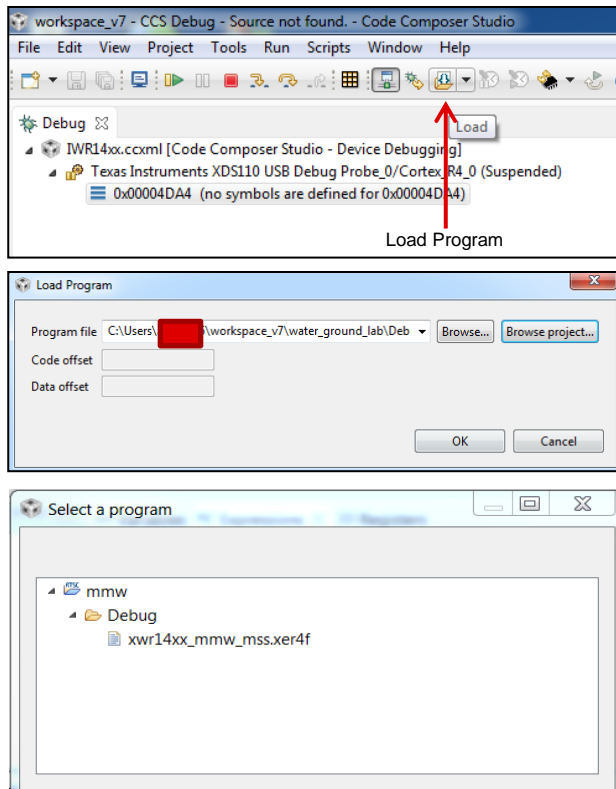 workspace_v7 - CCS Debug - Source not found. - Code Composer Studio
File Edit View Project Tools Run Scripts Window Help
Debug
Load
IWR14xx.ccxml [Code Composer Studio - Device Debugging]
Texas Instruments XDS110 USB Debug Probe_0/Cortex_R4_0 (Suspended)
0x00004DA4 (no symbols are defined for 0x00004DA4)
Load Program
Load Program
Program file C:\Users\ \workspace_v7\water_ground_lab\Deb Browse... Browse project...
Code offset
Data offset
OK Cancel
Select a program
mmw
Debug
xwr14xx_mmw_mss.xer4f